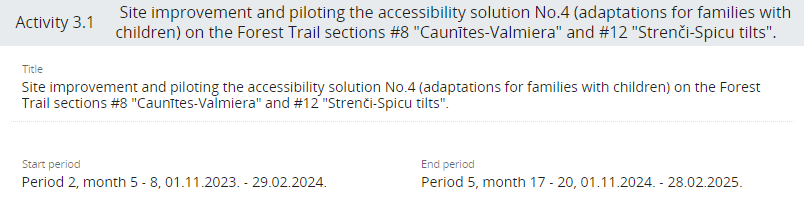 Activity 3.1
Site improvement and piloting the accessibility solution No.4 (adaptations for families with
children) on the Forest Trail sections #8 "Caunītes-Valmiera" and #12 "Strenči-Spicu tilts".
Title
Site improvement and piloting the accessibility solution No.4 (adaptations for families with children) on the Forest
Trail sections #8 "Caunītes-Valmiera" and #12 "Strenči-Spicu tilts".
Start period
Period 2, month 5 - 8, 01.11.2023. - 29.02.2024.
End period
Period 5, month 17 - 20, 01.11.2024. - 28.02.2025.